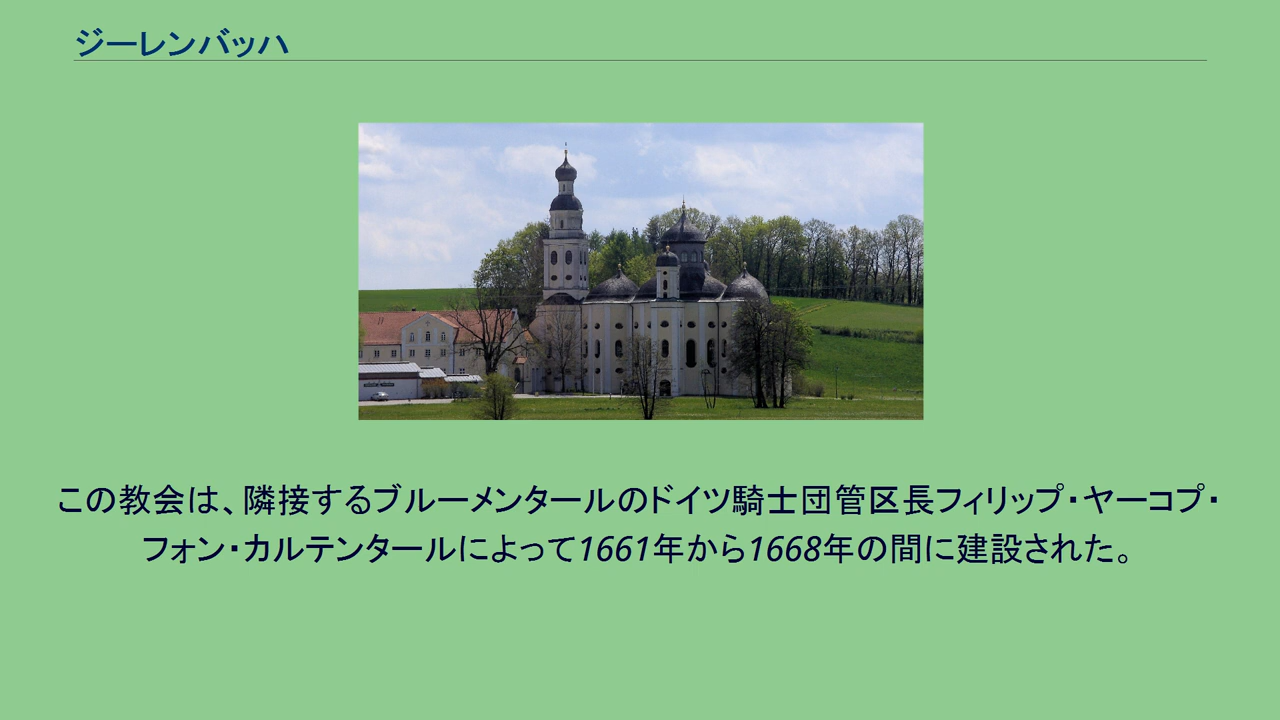 ジーレンバッハ
この教会は、隣接するブルーメンタールのドイツ騎士団管区長フィリップ・ヤーコプ・
フォン・カルテンタールによって1661年から1668年の間に建設された。